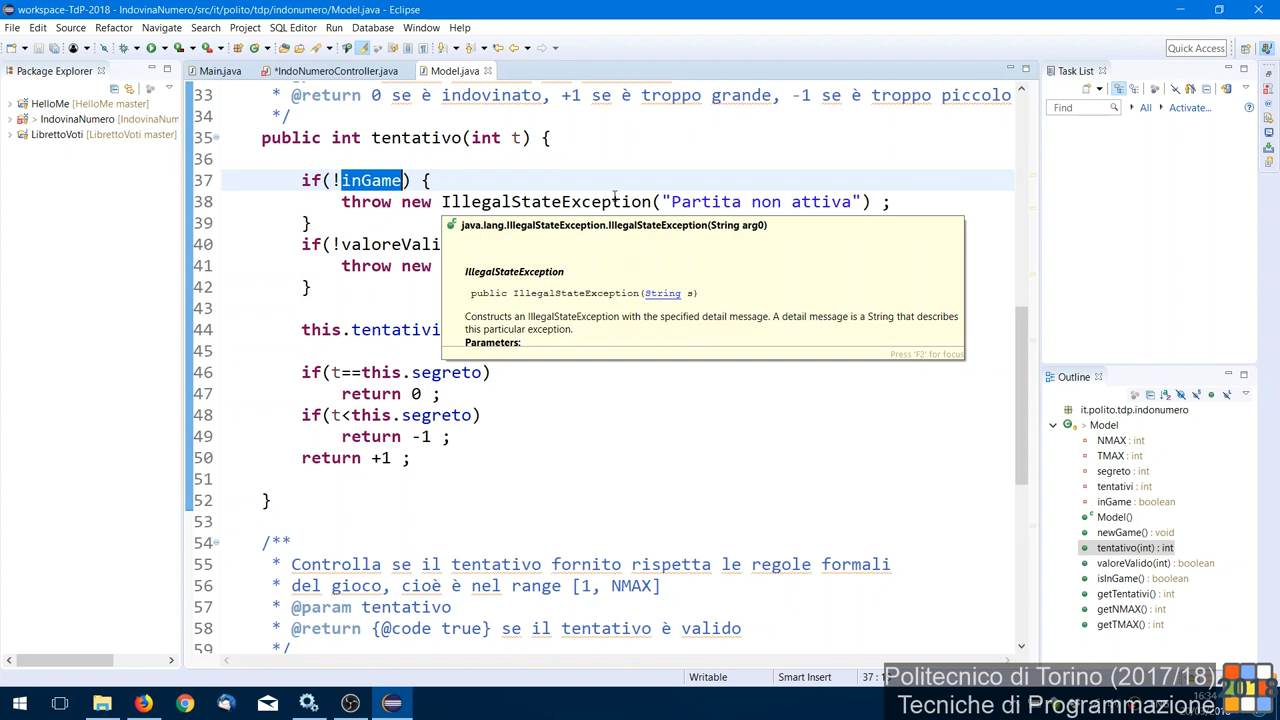 workspace-TdP-2018 - IndovinaNumero/src/it/polito/tdp/indonumero/Model.java - Eclipse
File Edit Source Refactor Navigate Search Project SQL Editor Run Database Window Help
Quick Access
Package Explorer
Main.java *IndoNumeroController.java Model.java
Task List
Find All Activate...
HelloMe [HelloMe master]
> IndovinaNumero [IndovinaNum
LibrettoVoti [LibrettoVoti master]
33 * @return 0 se è indovinato, +1 se è troppo grande, -1 se è troppo piccolo
34 */
35 public int tentativo(int t) {
36
37 if(!inGame) {
38 throw new IllegalStateException("Partita non attiva") ;
39 }
40 if(!valoreVali
41 throw new
42 }
43
44 this.tentativi
45
46 if(t==this.segreto)
47 return 0 ;
48 if(t<this.segreto)
49 return -1 ;
50 return +1 ;
51
52 }
53
54 /**
55 * Controlla se il tentativo fornito rispetta le regole formali
56 * del gioco, cioè è nel range [1, NMAX]
57 * @param tentativo
58 * @return {@code true} se il tentativo è valido
59 */
java.lang.IllegalStateException.IllegalStateException(String arg0)
IllegalStateException
public IllegalStateException(String s)
Constructs an IllegalStateException with the specified detail message. A detail message is a String that describes
this particular exception.
Parameters:
Press 'F2' for focus
Outline
it.polito.tdp.indonumero
Model
NMAX : int
TMAX : int
segreto : int
tentativi : int
inGame : boolean
Model()
newGame() : void
tentativo(int) : int
valoreValido(int) : boolean
isInGame() : boolean
getTentativi() : int
getNMAX() : int
getTMAX() : int
Writable Smart Insert 37 : 1
Politecnico di Torino (2017/18)
Tecniche di Programmazione
2018
16:34